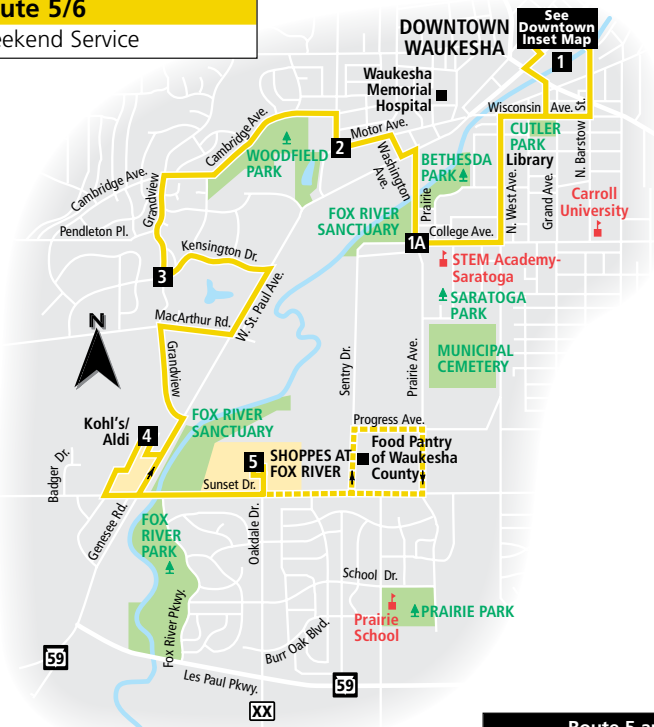 ute 5/6
ekend Service
DOWNTOWN
WAUKESHA
See
Downtown
Inset Map
1
Waukesha
Memorial
Hospital
Wisconsin Ave.
N. Barstow St.
CUTLER
PARK
Library
Cambridge Ave.
Motor Ave.
2
WOODFIELD
PARK
Washington
Ave.
BETHESDA
PARK
Prairie
N. West Ave.
Grand Ave.
Carroll
University
Cambridge Ave.
Grandview
Pendleton Pl.
FOX RIVER
SANCTUARY
1A
College Ave.
Kensington Dr.
3
STEM Academy-
Saratoga
SARATOGA
PARK
W. St. Paul Ave.
N
MacArthur Rd.
Grandview
Sentry Dr.
Prairie Ave.
MUNICIPAL
CEMETERY
Kohl's/
Aldi
4
FOX RIVER
SANCTUARY
Progress Ave.
5
SHOPPES AT
FOX RIVER
Food Pantry
of Waukesha
County
Badger Dr.
Sunset Dr.
Genesee Rd.
FOX
RIVER
PARK
Oakdale Dr.
School Dr.
Prairie
School
PRAIRIE PARK
Fox River Pkwy.
Burr Oak Blvd.
59
Les Paul Pkwy.
59
XX
Route 5 a